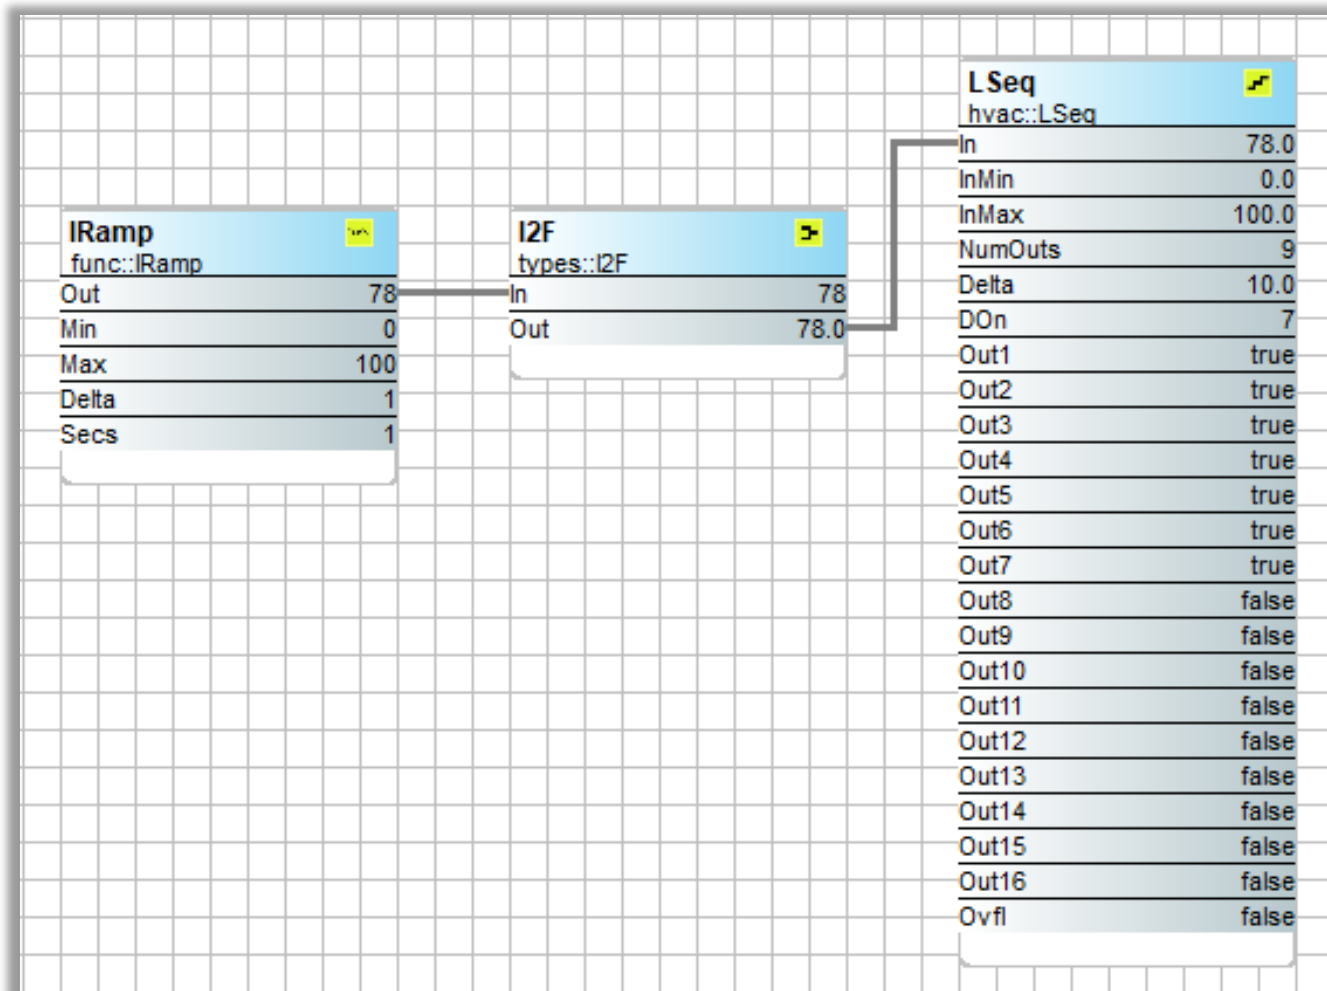 IRamp
func::IRamp
Out 78
Min 0
Max 100
Delta 1
Secs 1
I2F
types::I2F
In 78
Out 78.0
LSeq
hvac::LSeq
In 78.0
InMin 0.0
InMax 100.0
NumOuts 9
Delta 10.0
DOn 7
Out1 true
Out2 true
Out3 true
Out4 true
Out5 true
Out6 true
Out7 true
Out8 false
Out9 false
Out10 false
Out11 false
Out12 false
Out13 false
Out14 false
Out15 false
Out16 false
Ovfl false